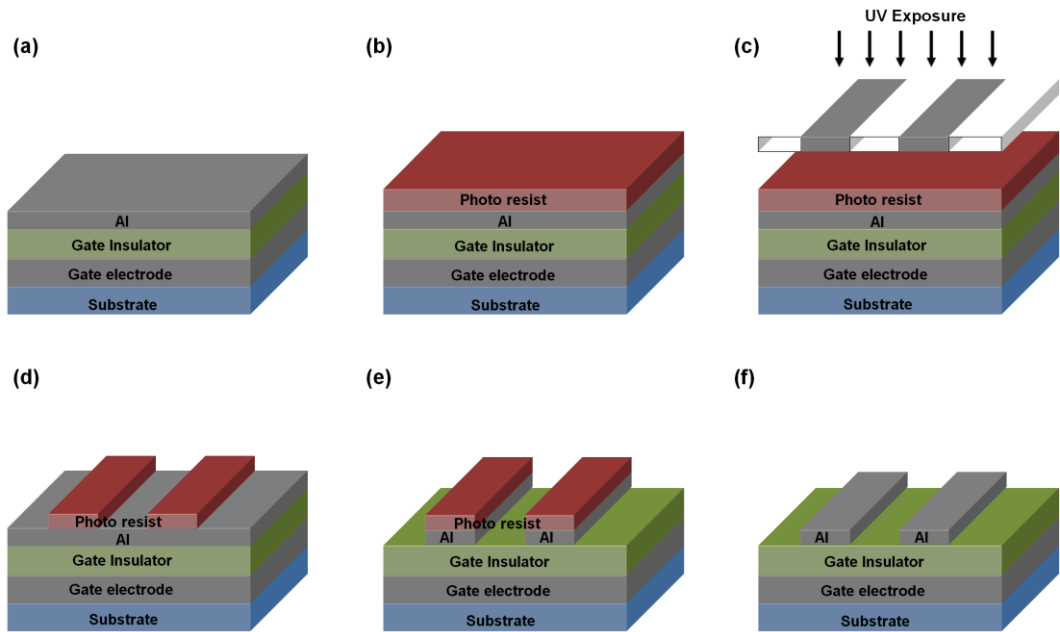 (a)
Al
Gate Insulator
Gate electrode
Substrate
(b)
Photo resist
Al
Gate Insulator
Gate electrode
Substrate
(c)
UV Exposure
Photo resist
Al
Gate Insulator
Gate electrode
Substrate
(d)
Photo resist
Al
Gate Insulator
Gate electrode
Substrate
(e)
Photo resist
Al Al
Gate Insulator
Gate electrode
Substrate
(f)
Al Al
Gate Insulator
Gate electrode
Substrate